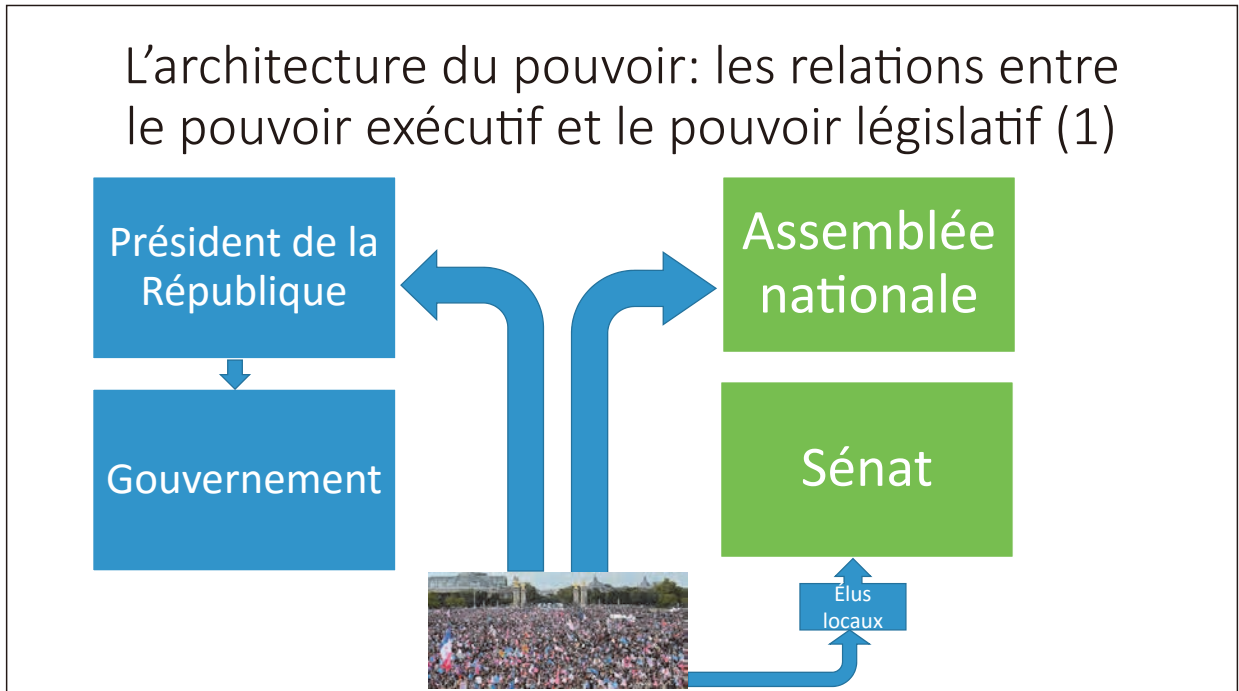 L’architecture du pouvoir: les relations entre
le pouvoir exécutif et le pouvoir législatif (1)
Président de la
République
Assemblée
nationale
Gouvernement
Sénat
Élus
locaux